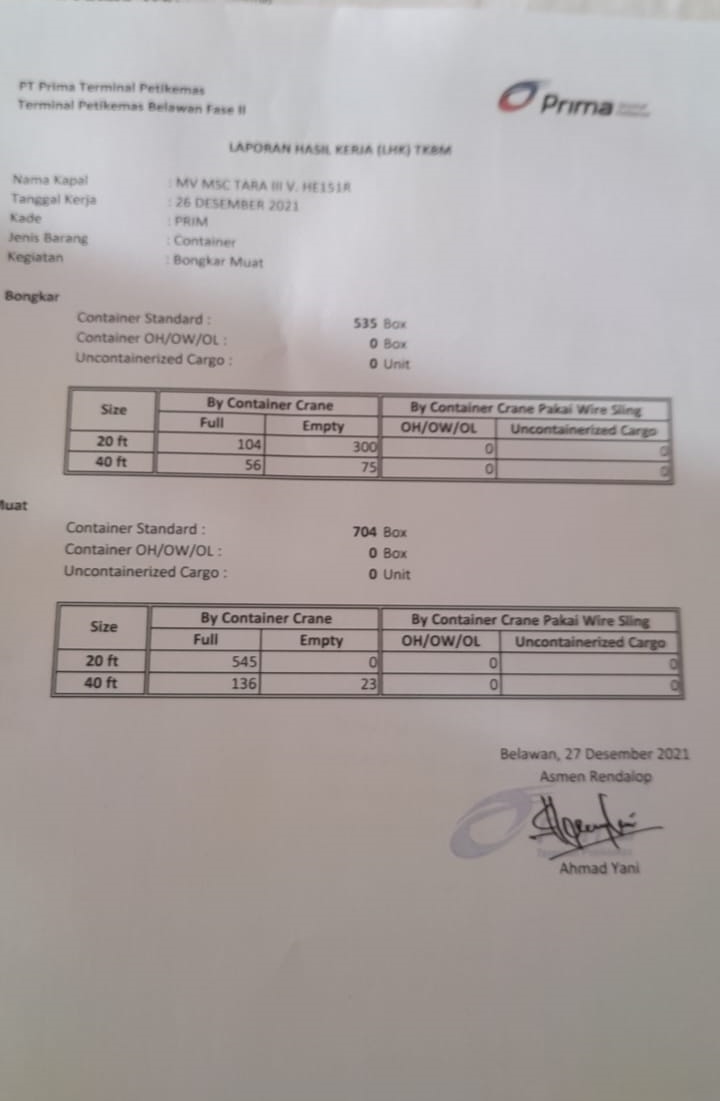 PT Prima Terminal Petikemas
Terminal Petikemas Belawan Fase II
Prima
LAPORAN HASIL KERJA (LHK) TKBM
Nama Kapal : MV MSC TARA III V. HE151R
Tanggal Kerja : 26 DESEMBER 2021
Kade : PRIM
Jenis Barang : Container
Kegiatan : Bongkar Muat
Bongkar
Container Standard : 535 Box
Container OH/OW/OL : 0 Box
Uncontainerized Cargo : 0 Unit
Size By Container Crane By Container Crane Pakai Wire Sling
Full Empty OH/OW/OL Uncontainerized Cargo
20 ft 104 300 0 0
40 ft 56 75 0 0
Muat
Container Standard : 704 Box
Container OH/OW/OL : 0 Box
Uncontainerized Cargo : 0 Unit
Size By Container Crane By Container Crane Pakai Wire Sling
Full Empty OH/OW/OL Uncontainerized Cargo
20 ft 545 0 0 0
40 ft 136 23 0 0
Belawan, 27 Desember 2021
Asmen Rendalop
Ahmad Yani